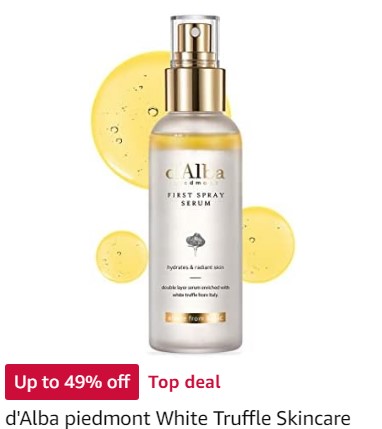 d'Alba
piedmont
FIRST SPRAY
SERUM
hydrates & radiant skin
double layer serum enriched with
white truffle from Italy
Up to 49% off Top deal
d'Alba piedmont White Truffle Skincare